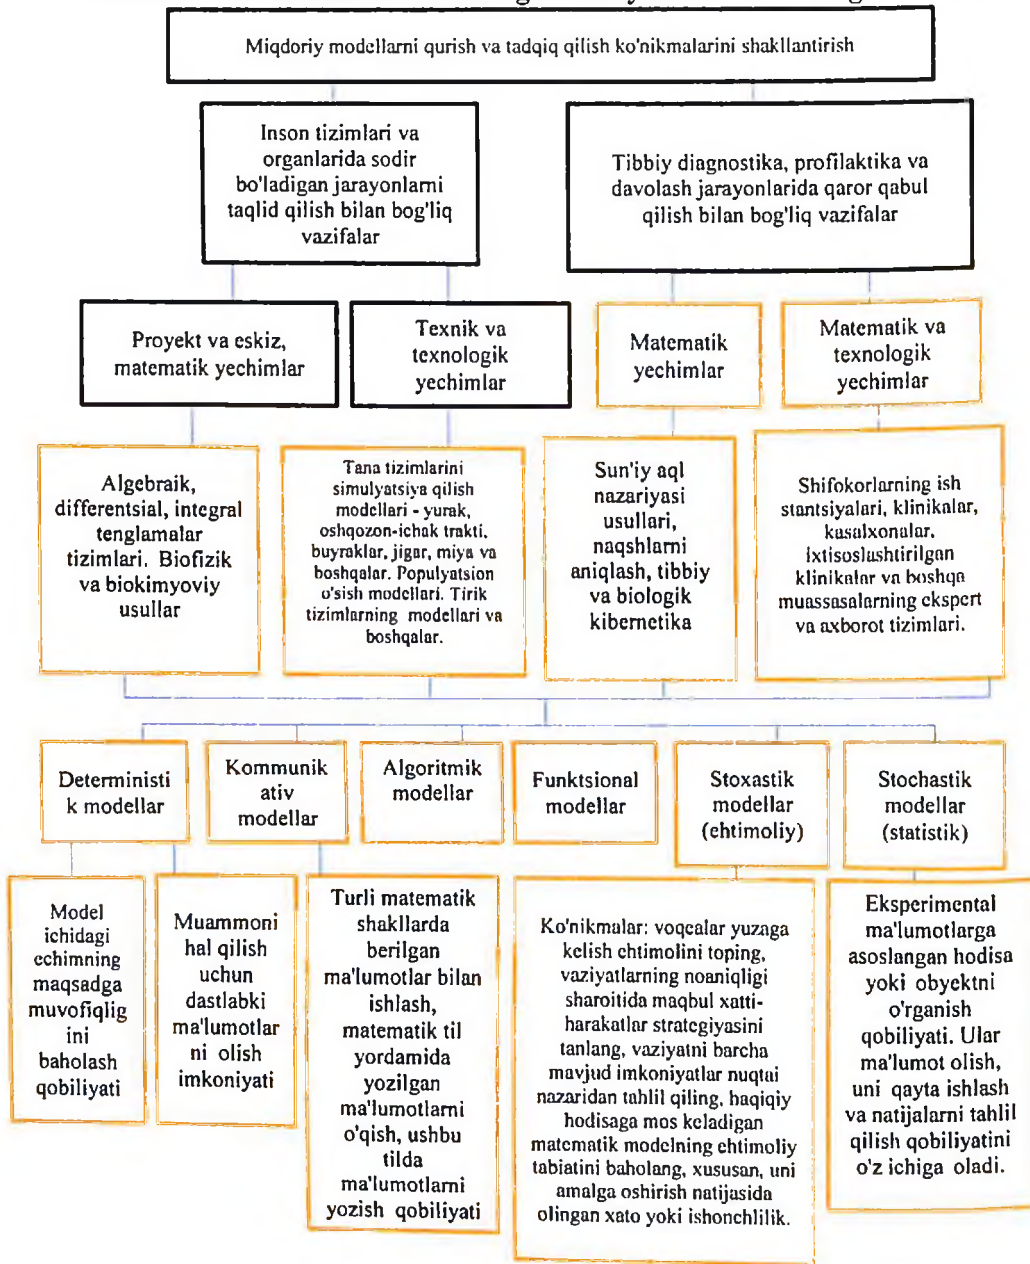 Miqdoriy modellarni qurish va tadqiq qilish ko'nikmalarini shakllantirish
Inson tizimlari va
organlarida sodir
bo'ladigan jarayonlarni
taqlid qilish bilan bog'liq
vazifalar
Tibbiy diagnostika, profilaktika va
davolash jarayonlarida qaror qabul
qilish bilan bog'liq vazifalar
Proyekt va eskiz,
matematik yechimlar
Texnik va
texnologik
yechimlar
Matematik
yechimlar
Matematik va
texnologik
yechimlar
Algebraik,
differentsial, integral
tenglamalar
tizimlari. Biofizik
va biokimyoviy
usullar
Tana tizimlarini
simulyatsiya qilish
modellari - yurak,
oshqozon-ichak trakti,
buyraklar, jigar, miya va
boshqalar. Populyatsion
o'sish modellari. Tirik
tizimlarning modellari va
boshqalar.
Sun'iy aql
nazariyasi
usullari,
naqshlarni
aniqlash, tibbiy
va biologik
kibernetika
Shifokorlarning ish
stantsiyalari, klinikalar,
kasalxonalar,
ixtisoslashtirilgan
klinikalar va boshqa
muassasalarning ekspert
va axborot tizimlari.
Deterministi
k modellar
Kommunik
ativ
modellar
Algoritmik
modellar
Funktsional
modellar
Stoxastik
modellar
(ehtimoliy)
Stochastik
modellar
(statistik)
Model
ichidagi
echimning
maqsadga
muvofiqlig
ini
baholash
qobiliyati
Muammoni
hal qilish
uchun
dastlabki
ma'lumotlar
ni olish
imkoniyati
Turli matematik
shakllarda
berilgan
ma'lumotlar bilan
ishlash,
matematik til
yordamida
yozilgan
ma'lumotlarni
o'qish, ushbu
tilda
ma'lumotlarni
yozish qobiliyati
Ko'nikmalar: voqealar yuzaga
kelish ehtimolini toping,
vaziyatlarning noaniqligi
sharoitida maqbul xatti-
harakatlar strategiyasini
tanlang, vaziyatni barcha
mavjud imkoniyatlar nuqtai
nazaridan tahlil qiling, haqiqiy
hodisaga mos keladigan
matematik modelning ehtimoliy
tabiatini baholang, xususan, uni
amalga oshirish natijasida
olingan xato yoki ishonchlilik.
Eksperimental
ma'lumotlarga
asoslangan hodisa
yoki obyektni
o'rganish
qobiliyati. Ular
ma'lumot olish,
uni qayta ishlash
va natijalarni tahlil
qilish qobiliyatini
o'z ichiga oladi.